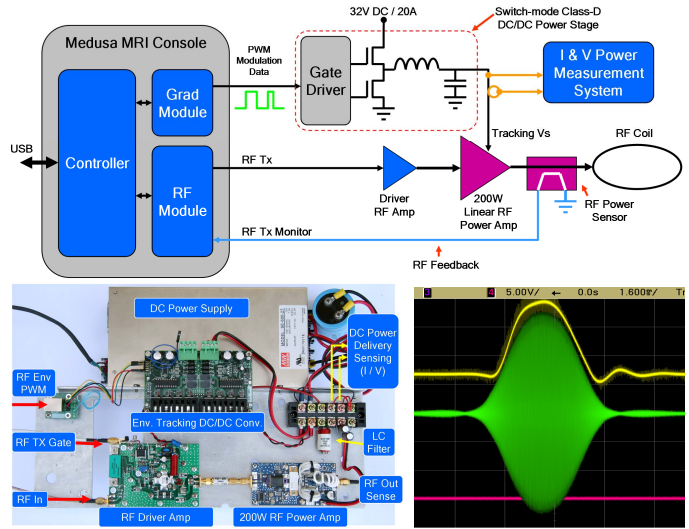 32V DC / 20A
Switch-mode Class-D
DC/DC Power Stage
Medusa MRI Console
PWM
Modulation
Data
Gate
Driver
I & V Power
Measurement
System
Grad
Module
Controller
USB
RF
Module
RF Tx
Tracking Vs
RF Coil
Driver
RF Amp
200W
Linear RF
Power Amp
RF Power
Sensor
RF Tx Monitor
RF Feedback
DC Power Supply
DC Power
Delivery
Sensing
(I / V)
RF Env
PWM
Env. Tracking DC/DC Conv.
LC
Filter
RF TX Gate
RF In
RF Out
Sense
RF Driver Amp
200W RF Power Amp
3 4 5.00V/ ← 0.0s 1.600ms/ Tr